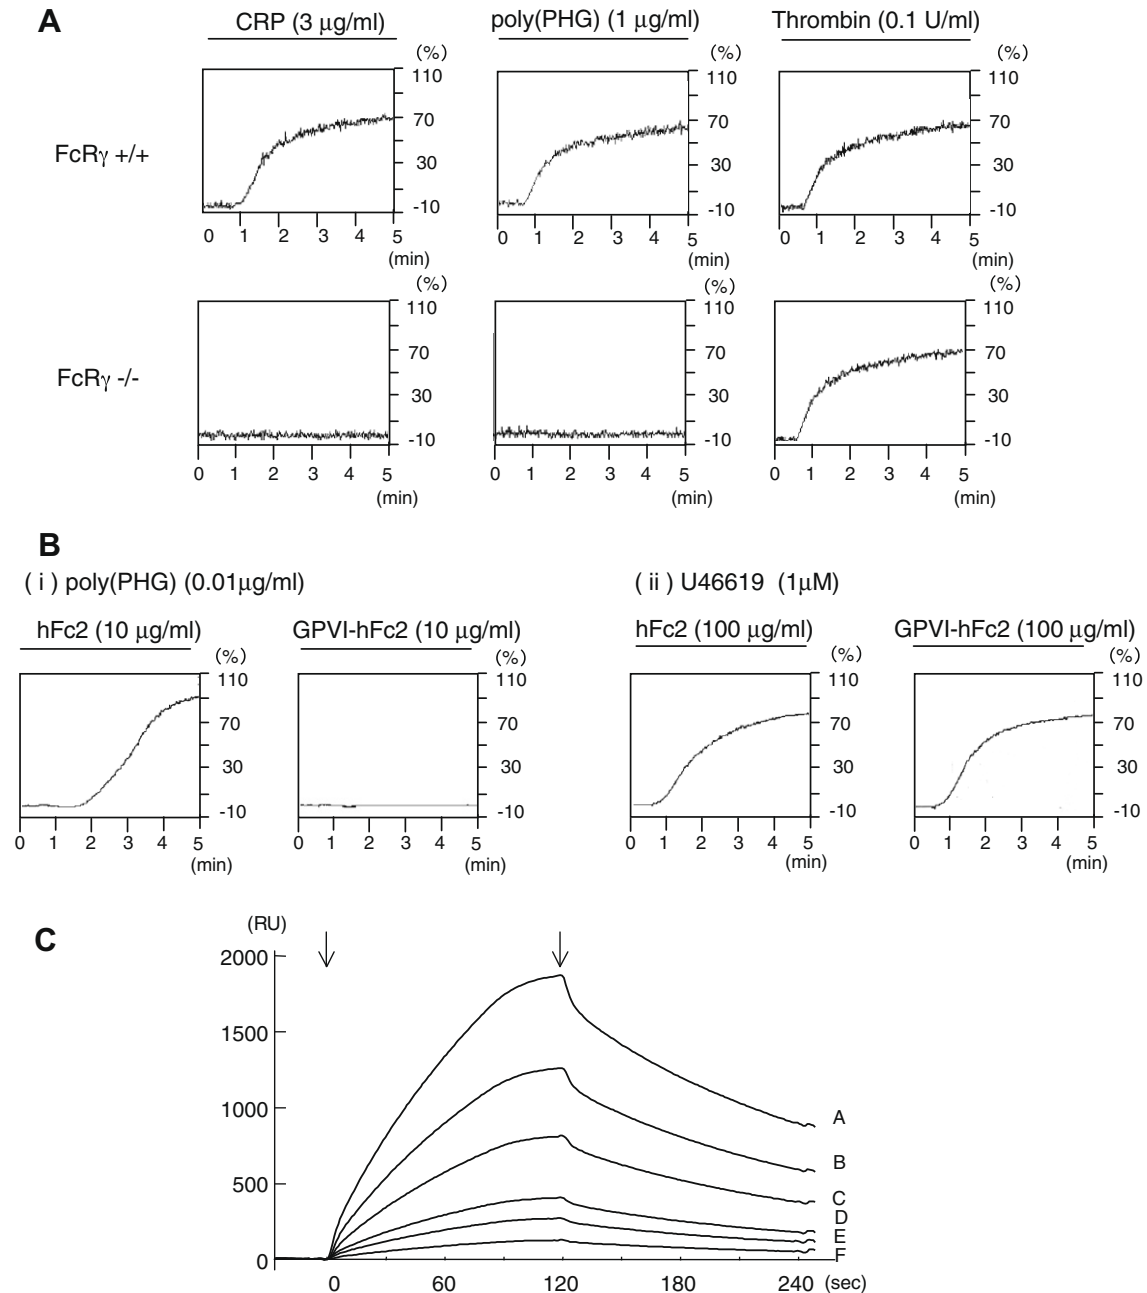 A
CRP (3 μg/ml)
poly(PHG) (1 μg/ml)
Thrombin (0.1 U/ml)
(%)
(%)
(%)
110
110
110
FcRγ +/+
70
70
70
30
30
30
-10
-10
-10
0 1 2 3 4 5
0 1 2 3 4 5
0 1 2 3 4 5
(min)
(min)
(min)
(%)
(%)
(%)
110
110
110
FcRγ -/-
70
70
70
30
30
30
-10
-10
-10
0 1 2 3 4 5
0 1 2 3 4 5
0 1 2 3 4 5
(min)
(min)
(min)
B
( i ) poly(PHG) (0.01μg/ml)
( ii ) U46619 (1μM)
hFc2 (10 μg/ml)
GPVI-hFc2 (10 μg/ml)
hFc2 (100 μg/ml)
GPVI-hFc2 (100 μg/ml)
(%)
(%)
(%)
(%)
110
110
110
110
70
70
70
70
30
30
30
30
-10
-10
-10
-10
0 1 2 3 4 5
0 1 2 3 4 5
0 1 2 3 4 5
0 1 2 3 4 5
(min)
(min)
(min)
(min)
C
(RU)
2000
1500
1000
500
0
A
B
C
D
E
F
0 60 120 180 240 (sec)